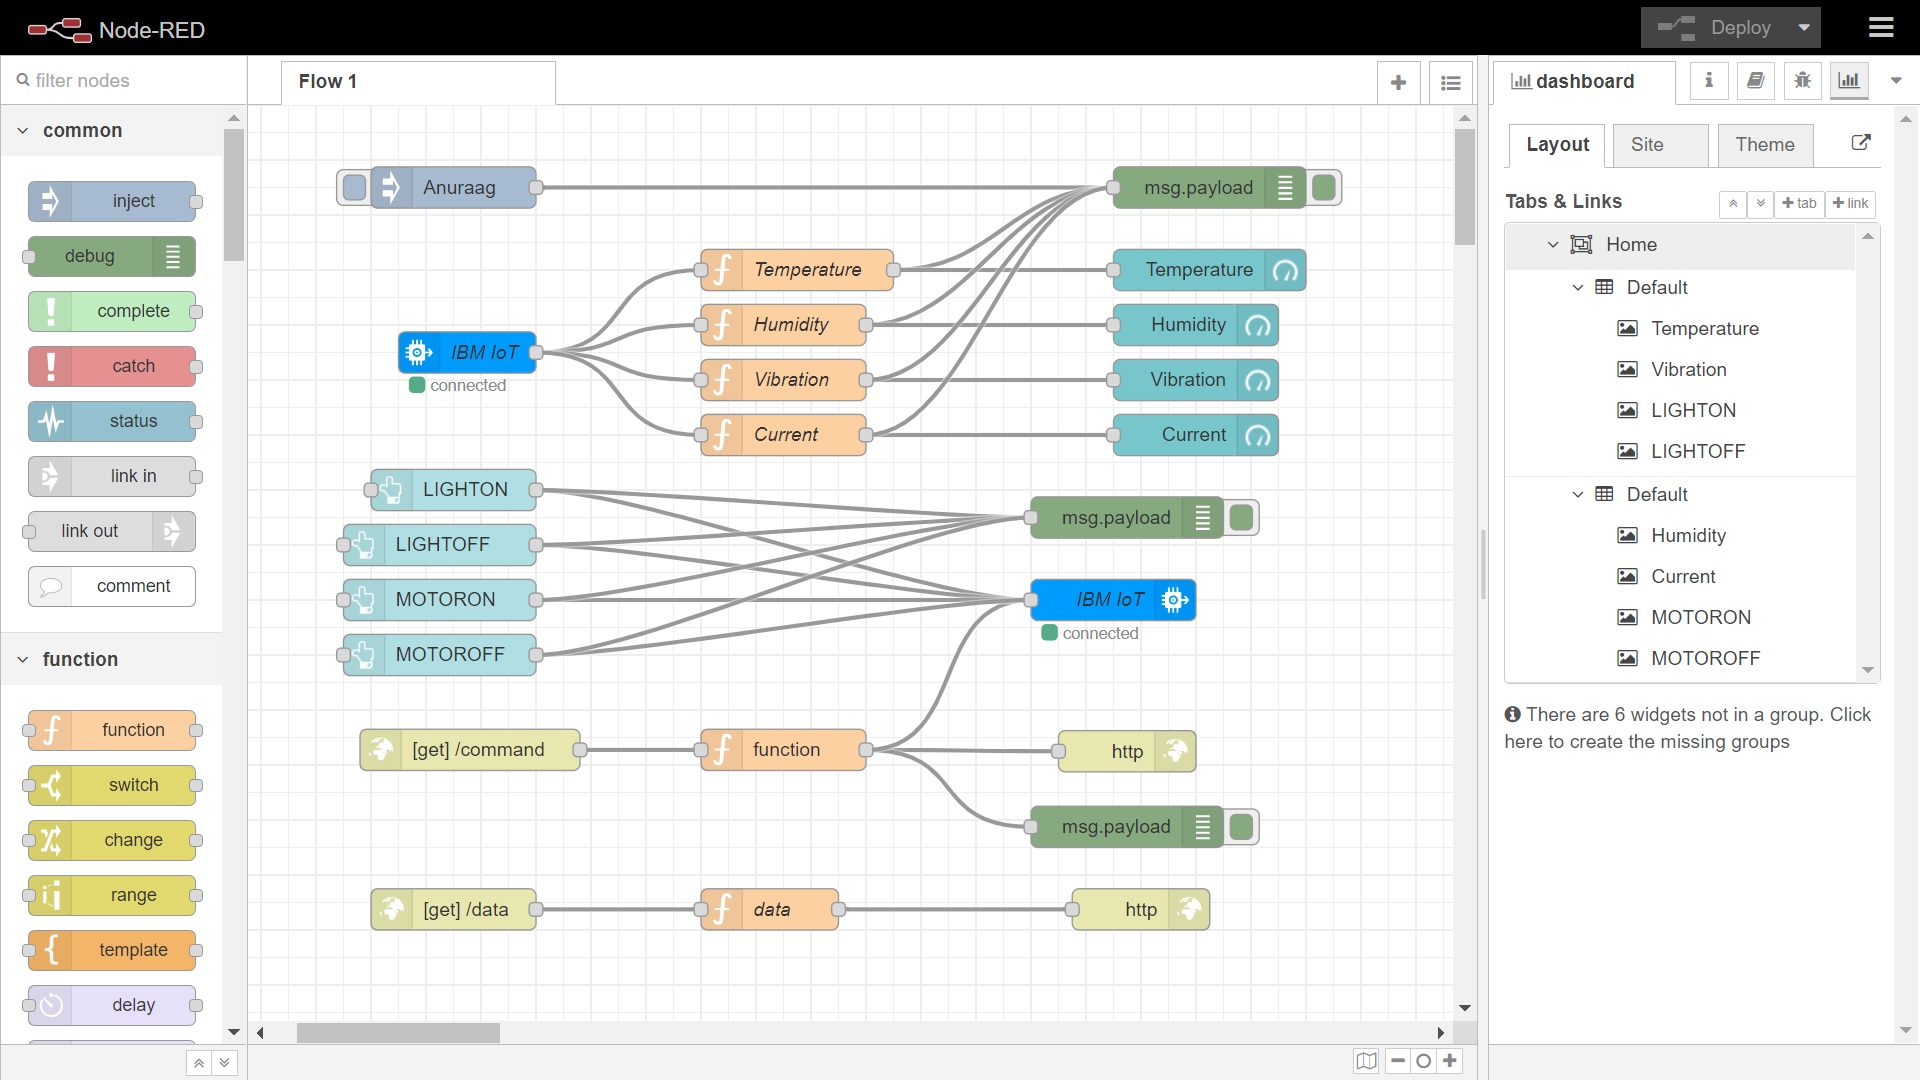 Node-RED
Deploy
filter nodes
Flow 1
dashboard
common
inject
debug
complete
catch
status
link in
link out
comment
function
function
switch
change
range
template
delay
Anuraag
msg.payload
Temperature
Temperature
Humidity
Humidity
IBM IoT
connected
Vibration
Vibration
Current
Current
LIGHTON
LIGHTOFF
MOTORON
MOTOROFF
msg.payload
IBM IoT
connected
[get] /command
function
http
msg.payload
[get] /data
data
http
Layout
Site
Theme
Tabs & Links
tab
link
Home
Default
Temperature
Vibration
LIGHTON
LIGHTOFF
Default
Humidity
Current
MOTORON
MOTOROFF
There are 6 widgets not in a group. Click
here to create the missing groups